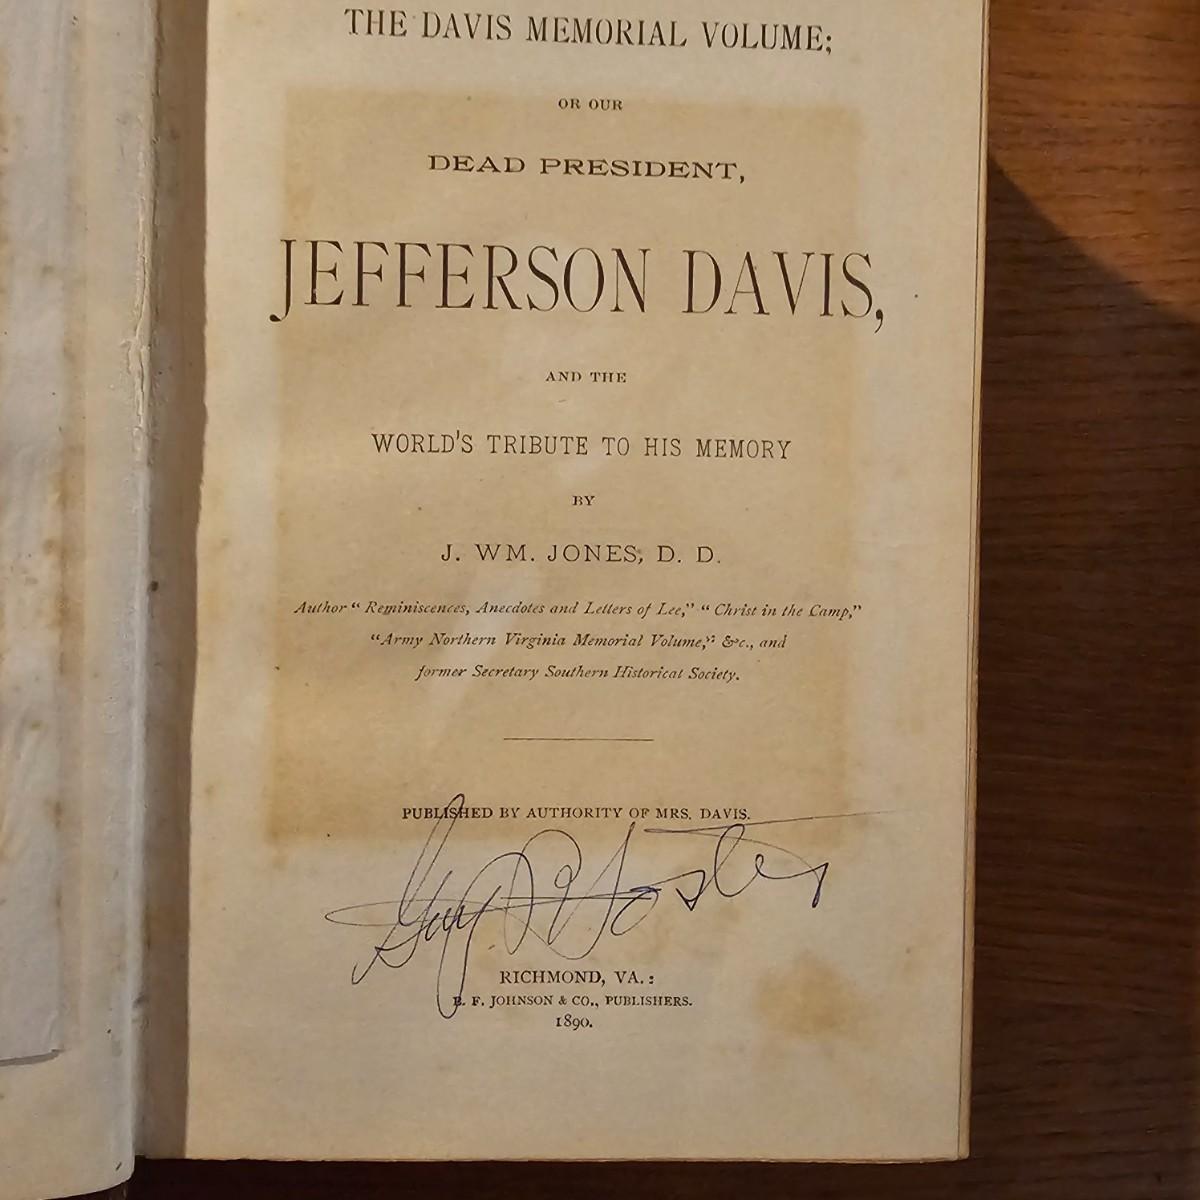 THE DAVIS MEMORIAL VOLUME;
OR OUR
DEAD PRESIDENT,
JEFFERSON DAVIS,
AND THE
WORLD'S TRIBUTE TO HIS MEMORY
BY
J. WM. JONES, D. D.
Author “ Reminiscences, Anecdotes and Letters of Lee,” “ Christ in the Camp,”
“Army Northern Virginia Memorial Volume,” &c., and
former Secretary Southern Historical Society.
PUBLISHED BY AUTHORITY OF MRS. DAVIS.
Guy Foster
RICHMOND, VA.:
B. F. JOHNSON & CO., PUBLISHERS.
1890.